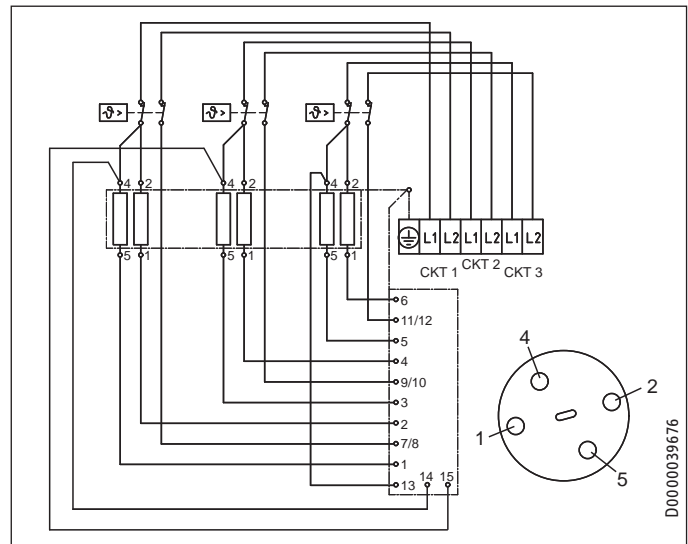 ϑ> ϑ> ϑ>
4 2 4 2 4 2
5 1 5 1 5 1
L1 L2 L1 L2 L1 L2
CKT 1 CKT 2 CKT 3
6
11/12
5
4
9/10
3
2
7/8
1
14 15
13
4
2
1
5
D0000039676